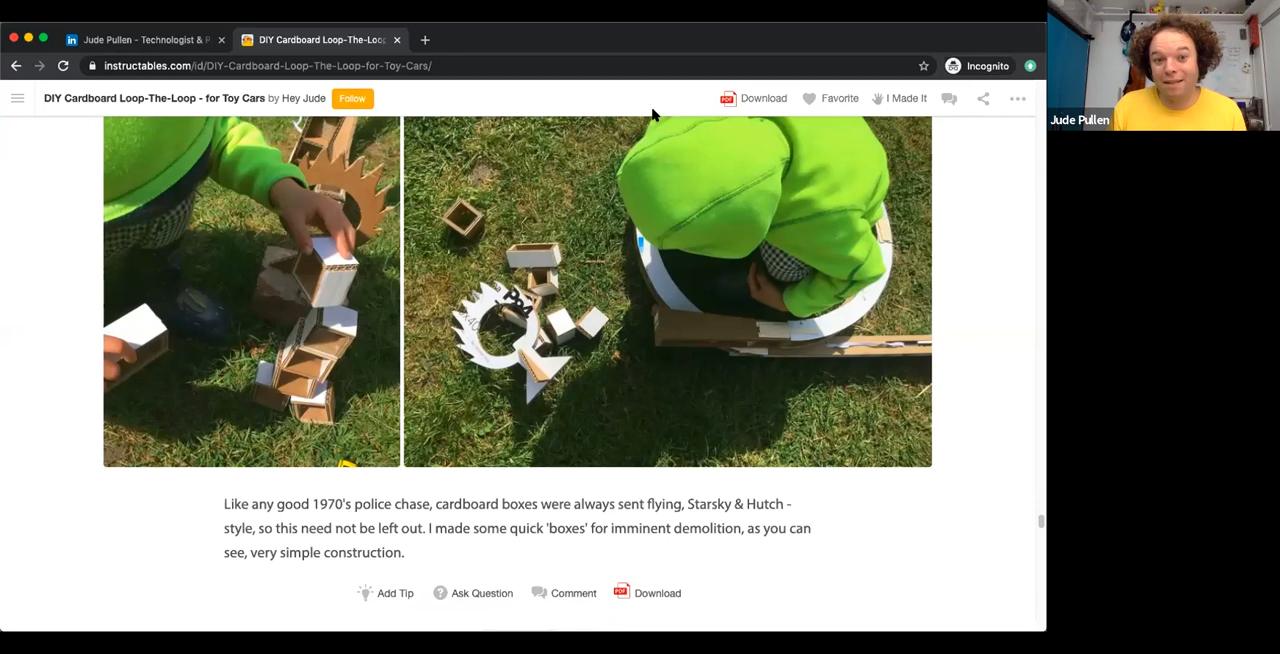 Jude Pullen - Technologist & P
DIY Cardboard Loop-The-Loo
instructables.com/id/DIY-Cardboard-Loop-The-Loop-for-Toy-Cars/
Incognito
DIY Cardboard Loop-The-Loop - for Toy Cars by Hey Jude
Follow
PDF Download
Favorite
I Made It
Jude Pullen
Like any good 1970's police chase, cardboard boxes were always sent flying, Starsky & Hutch -
style, so this need not be left out. I made some quick 'boxes' for imminent demolition, as you can
see, very simple construction.
Add Tip
Ask Question
Comment
PDF Download